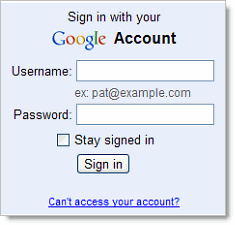 Sign in with your
Google Account
Username:
ex: pat@example.com
Password:
Stay signed in
Sign in
Can't access your account?